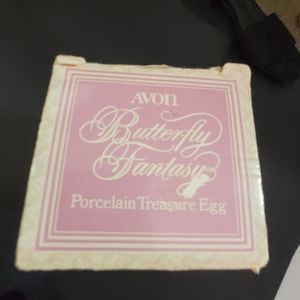 AVON
Butterfly
Fantasy
Porcelain Treasure Egg